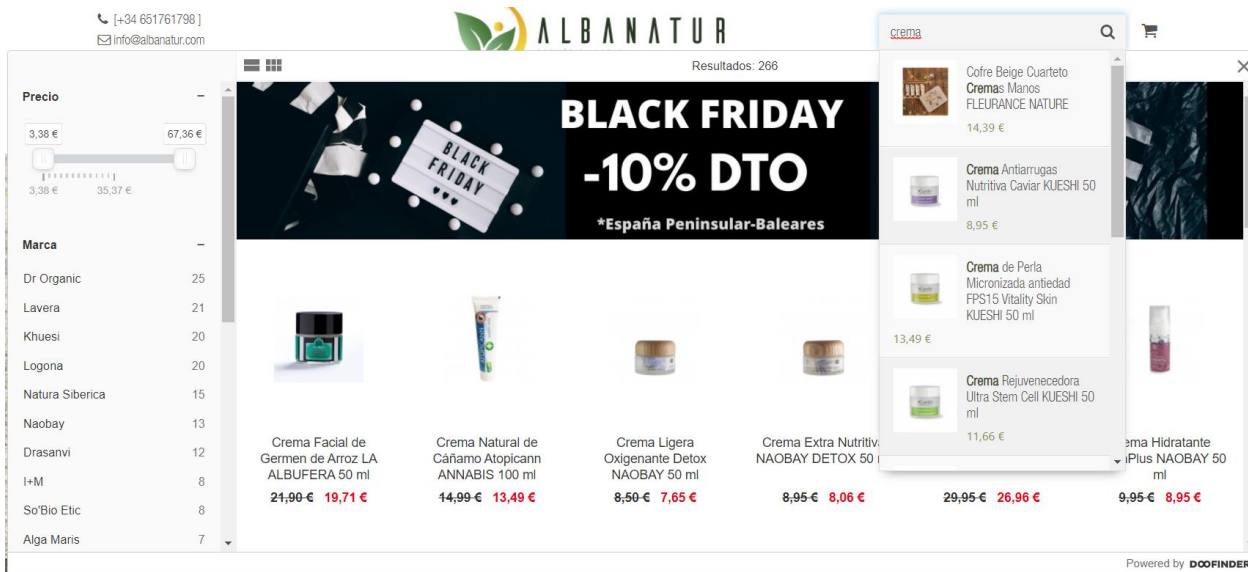 [+34 651761798 ]
info@albanatur.com
ALBANATUR
crema
Resultados: 266
Precio
3,38 €
67,36 €
3,38 €
35,37 €
Marca
Dr Organic 25
Lavera 21
Khuesi 20
Logona 20
Natura Siberica 15
Naobay 13
Drasanvi 12
I+M 8
So'Bio Etic 8
Alga Maris 7
BLACK
FRIDAY
BLACK FRIDAY
-10% DTO
*España Peninsular-Baleares
Cofre Beige Cuarteto
Cremas Manos
FLEURANCE NATURE
14,39 €
Crema Antiarrugas
Nutritiva Caviar KUESHI 50
ml
8,95 €
Crema de Perla
Micronizada antiedad
FPS15 Vitality Skin
KUESHI 50 ml
13,49 €
Crema Rejuvenecedora
Ultra Stem Cell KUESHI 50
ml
11,66 €
Crema Facial de
Germen de Arroz LA
ALBUFERA 50 ml
21,90 € 19,71 €
Crema Natural de
Cáñamo Atopicann
ANNABIS 100 ml
14,99 € 13,49 €
Crema Ligera
Oxigenante Detox
NAOBAY 50 ml
8,50 € 7,65 €
Crema Extra Nutritiv
NAOBAY DETOX 50
8,95 € 8,06 €
29,95 € 26,96 €
ema Hidratante
Plus NAOBAY 50
ml
9,95 € 8,95 €
Powered by DOOFINDER